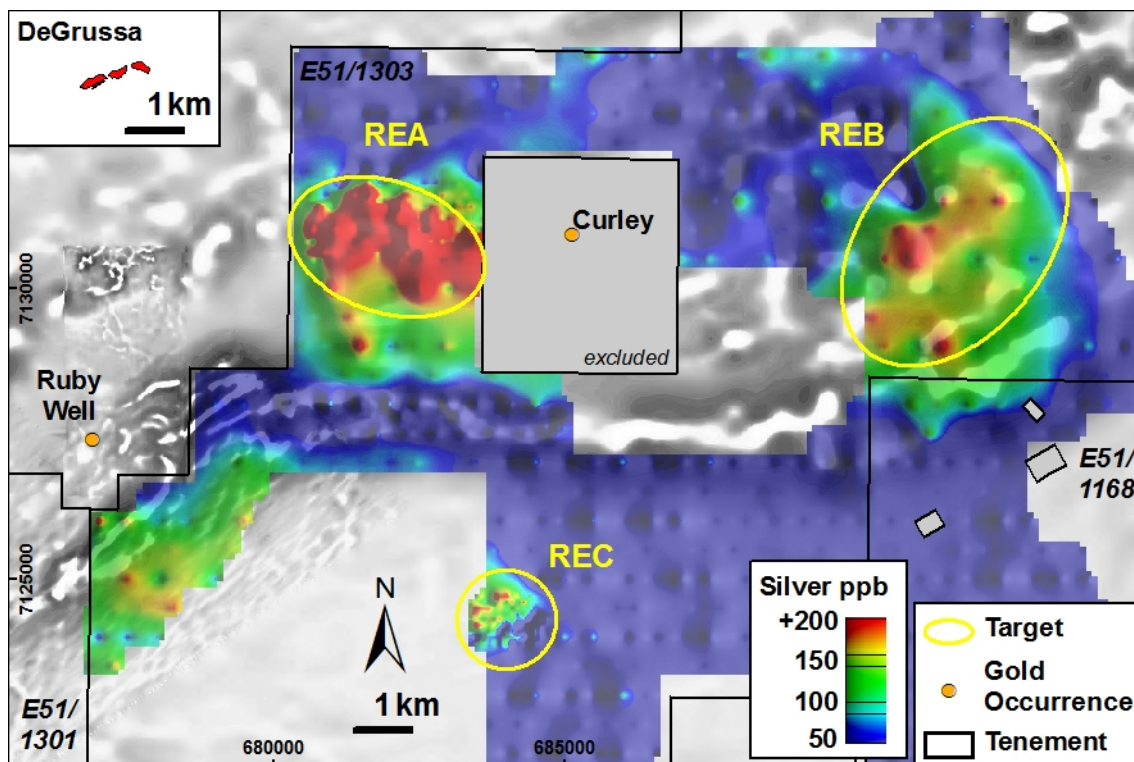 DeGrussa
1 km
E51/1303
REA
REB
Curley
7130000
excluded
Ruby
Well
E51/
1168
REC
7125000
N
1 km
E51/
1301
680000
685000
Silver ppb
+200
150
100
50
Target
Gold
Occurrence
Tenement